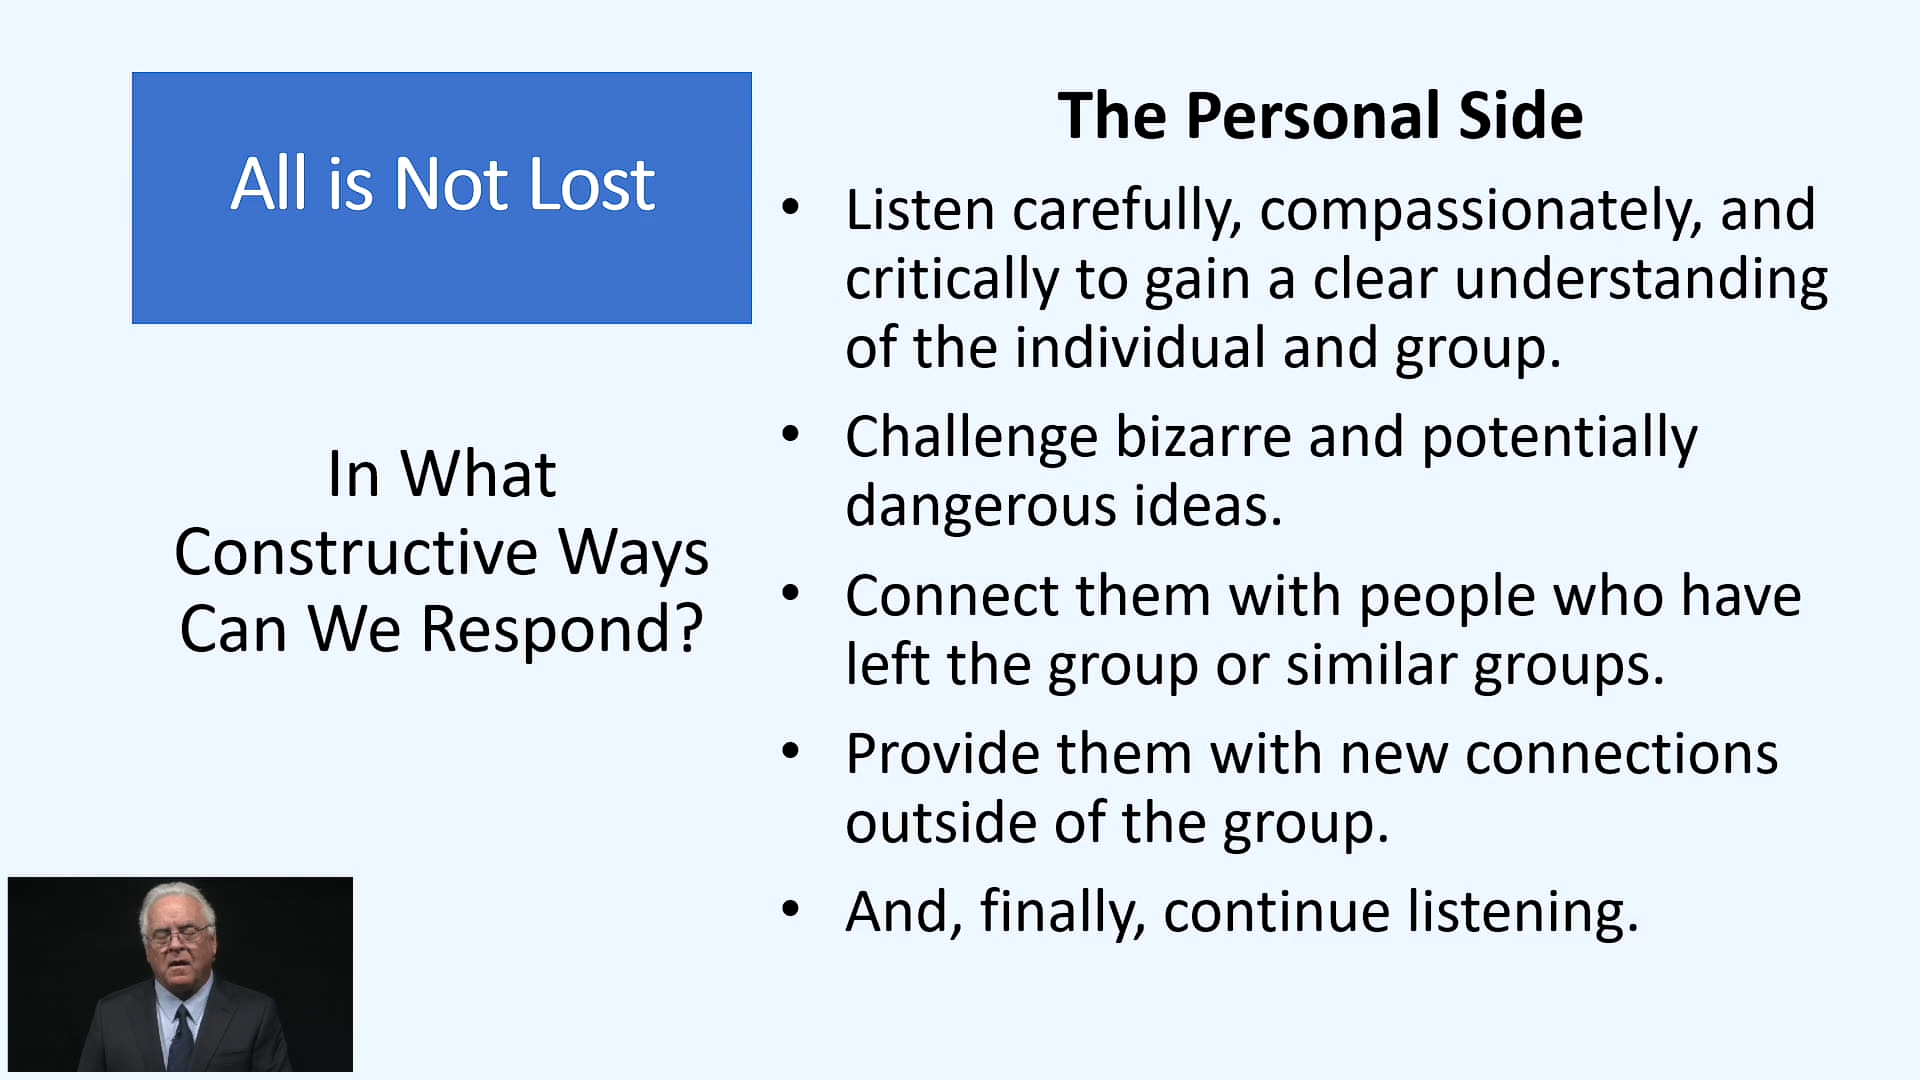 All is Not Lost
In What
Constructive Ways
Can We Respond?
The Personal Side
• Listen carefully, compassionately, and
critically to gain a clear understanding
of the individual and group.
• Challenge bizarre and potentially
dangerous ideas.
• Connect them with people who have
left the group or similar groups.
• Provide them with new connections
outside of the group.
• And, finally, continue listening.